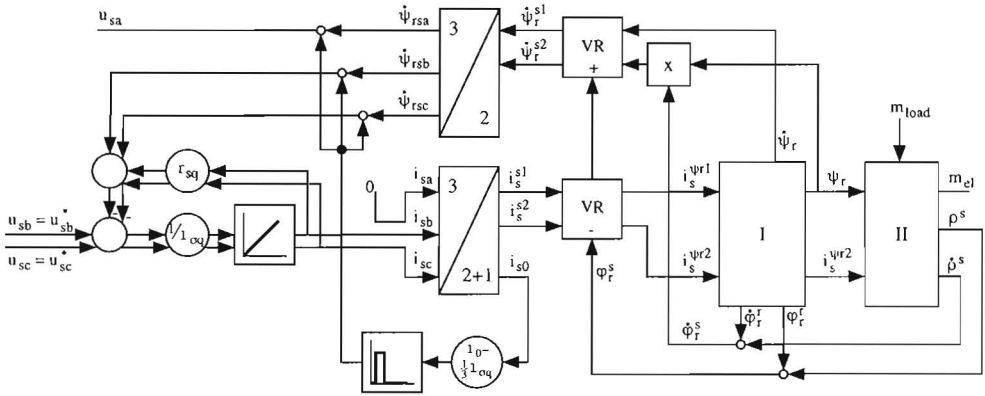 u_sa
ψ̇_rsa
3
2
ψ̇_r^s1
VR
+
ψ̇_rsb
ψ̇_r^s2
x
ψ̇_rsc
m_load
ψ̇_r
r_sq
0
i_sa
3
i_s^s1
i_s^ψr1
ψ_r
m_el
u_sb = u_sb^*
1/l_σq
i_sb
i_s^s2
VR
-
I
II
ρ^s
u_sc = u_sc^*
- -
i_sc
2+1
i_s0
φ_r^s
i_s^ψr2
i_s^ψr2
ρ̇^s
φ̇_r^s
φ̇_r^r
φ_r^r
l_0 -
1/3 l_σq